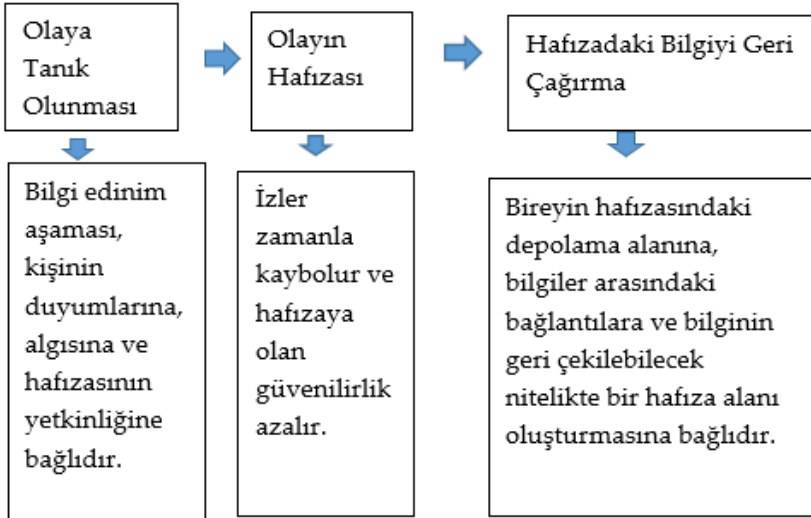 Olaya
Tanık
Olunması
Olayın
Hafızası
Hafızadaki Bilgiyi Geri
Çağırma
Bilgi edinim
aşaması,
kişinin
duyumlarına,
algısına ve
hafızasının
yetkinliğine
bağlıdır.
İzler
zamanla
kaybolur ve
hafızaya
olan
güvenilirlik
azalır.
Bireyin hafızasındaki
depolama alanına,
bilgiler arasındaki
bağlantılara ve bilginin
geri çekilebilecek
nitelikte bir hafıza alanı
oluşturmasına bağlıdır.